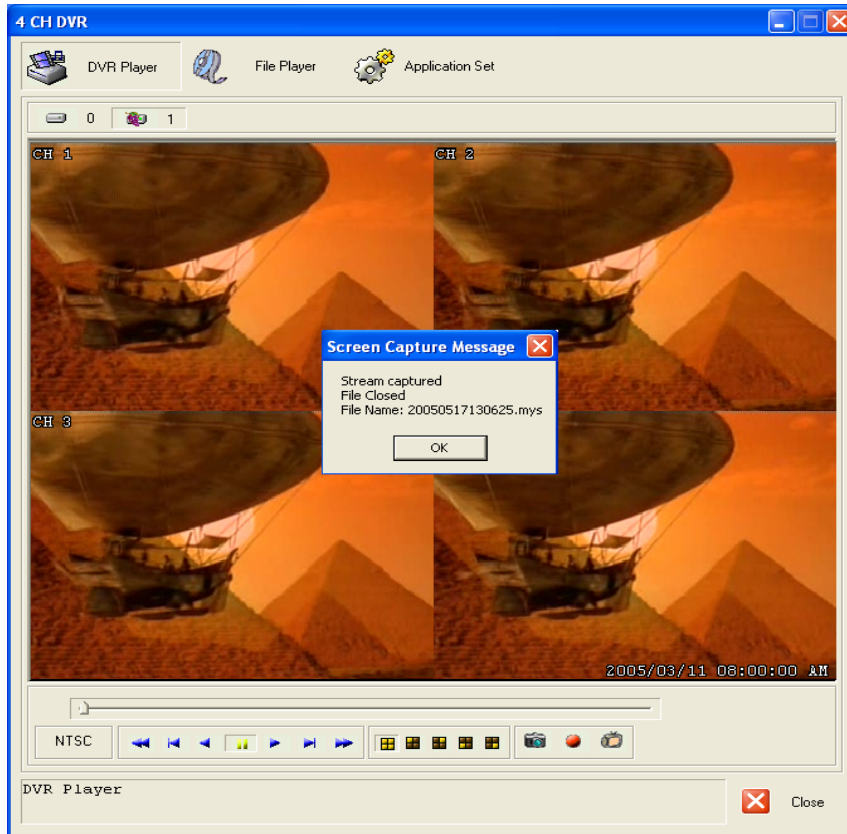 4 CH DVR
DVR Player
File Player
Application Set
0
1
CH 1
CH 2
Screen Capture Message
Stream captured
File Closed
File Name: 20050517130625.mys
OK
CH 3
2005/03/11 08:00:00 AM
NTSC
DVR Player
Close